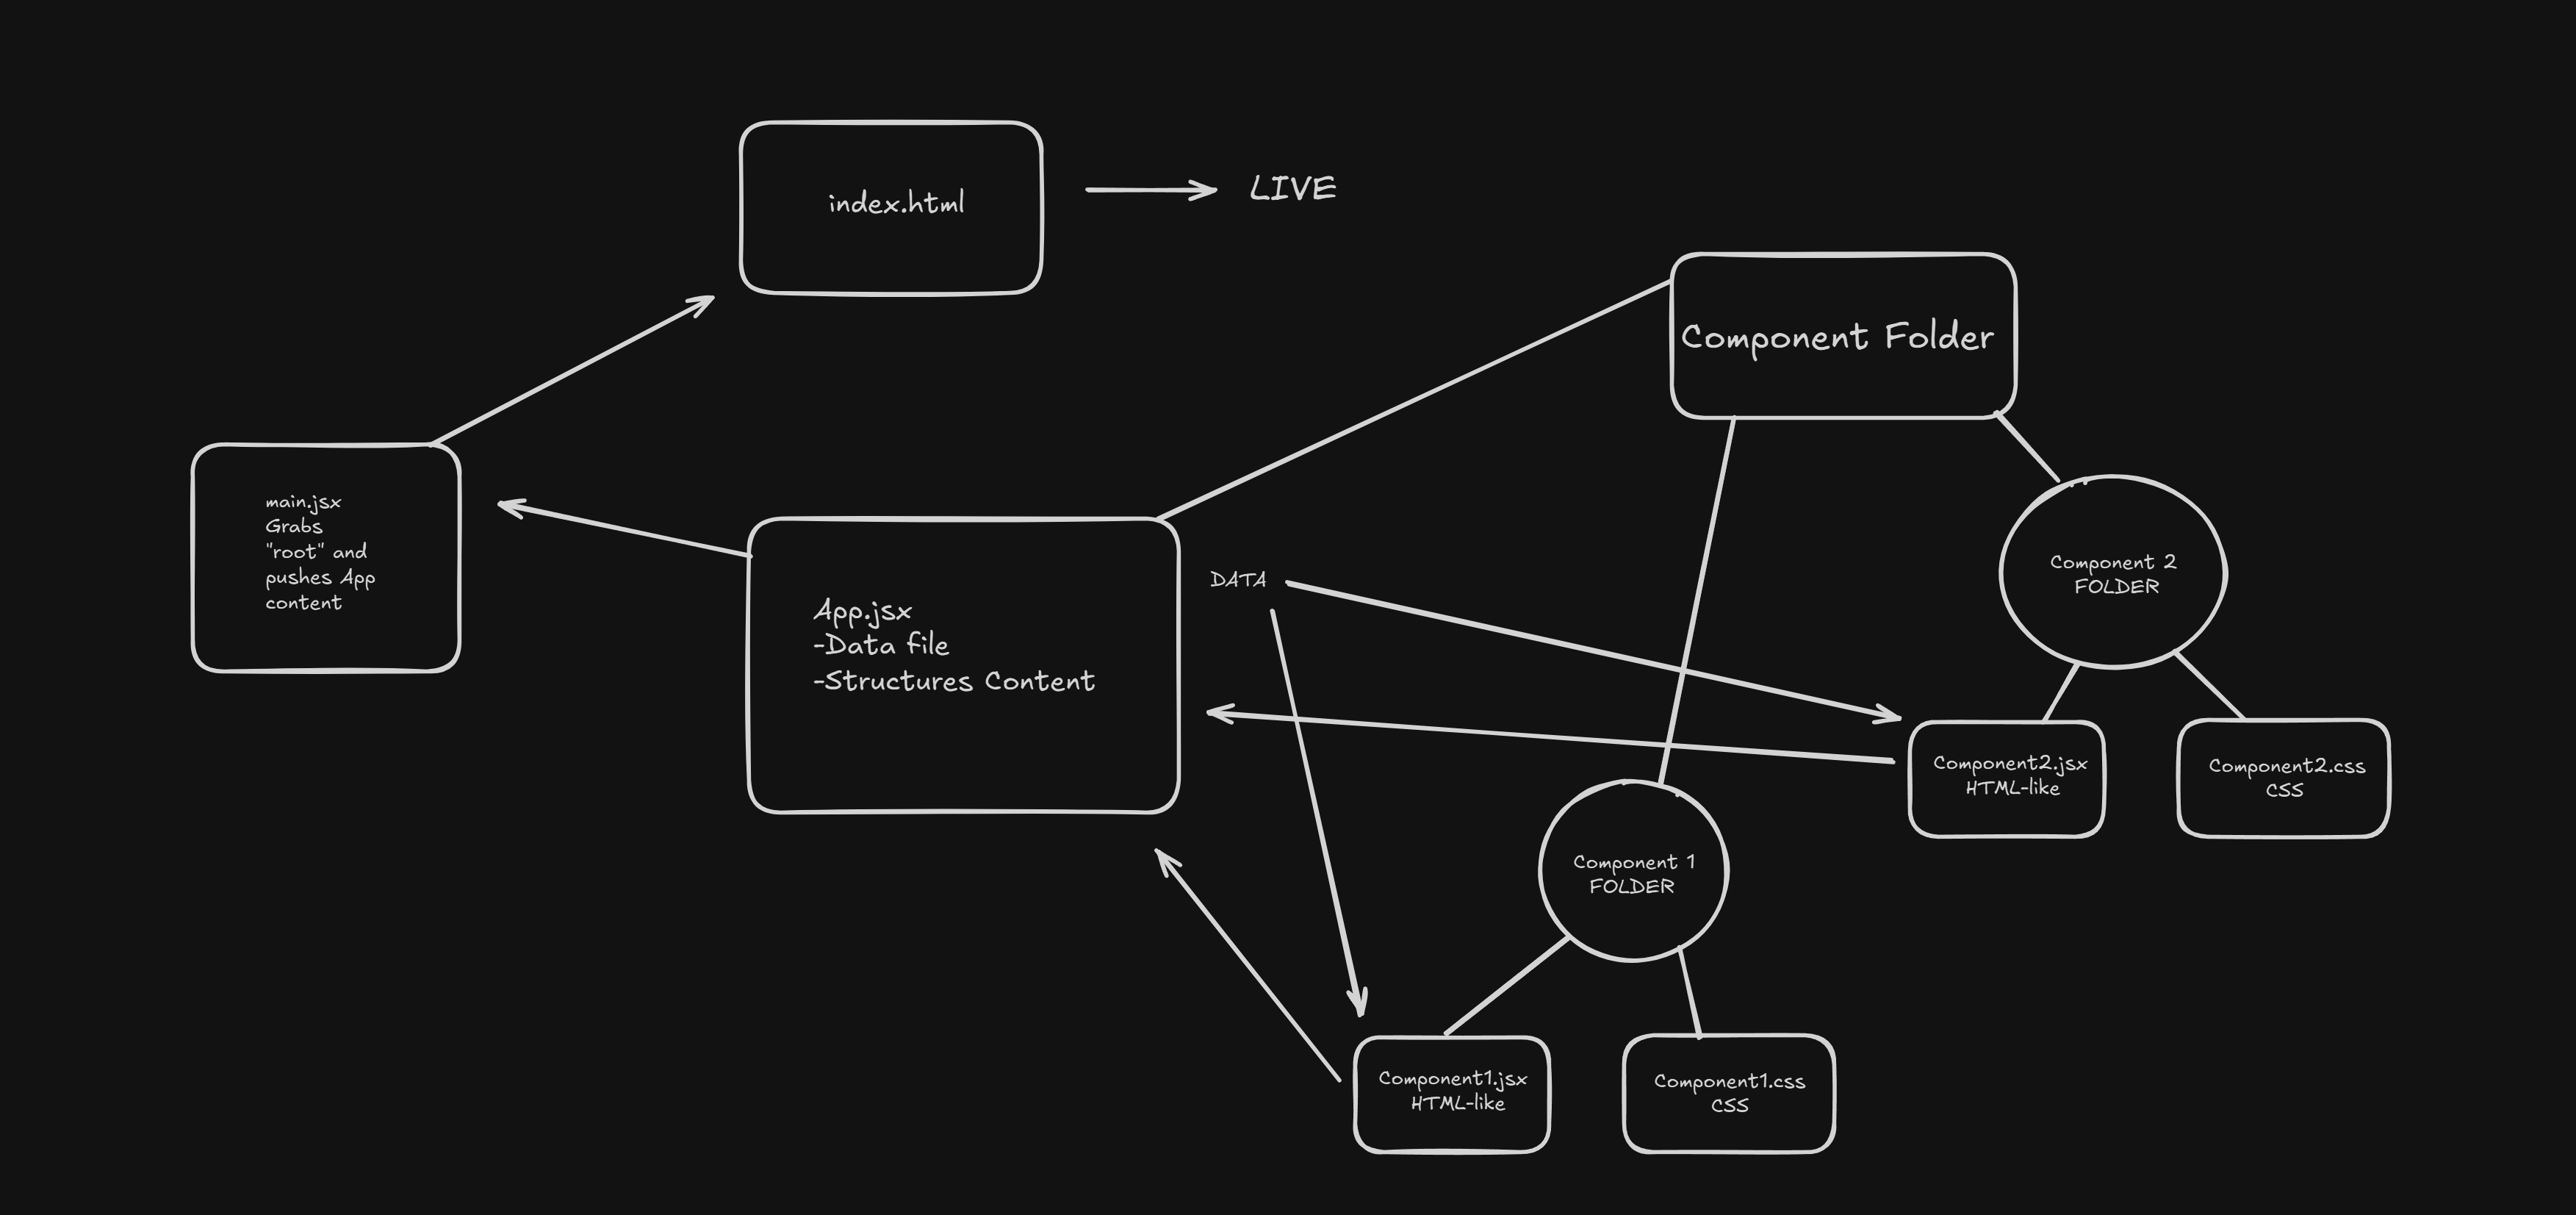 index.html
LIVE
Component Folder
main.jsx
Grabs
"root" and
pushes App
content
App.jsx
-Data file
-Structures Content
DATA
Component 2
FOLDER
Component2.jsx
HTML-like
Component2.css
CSS
Component 1
FOLDER
Component1.jsx
HTML-like
Component1.css
CSS